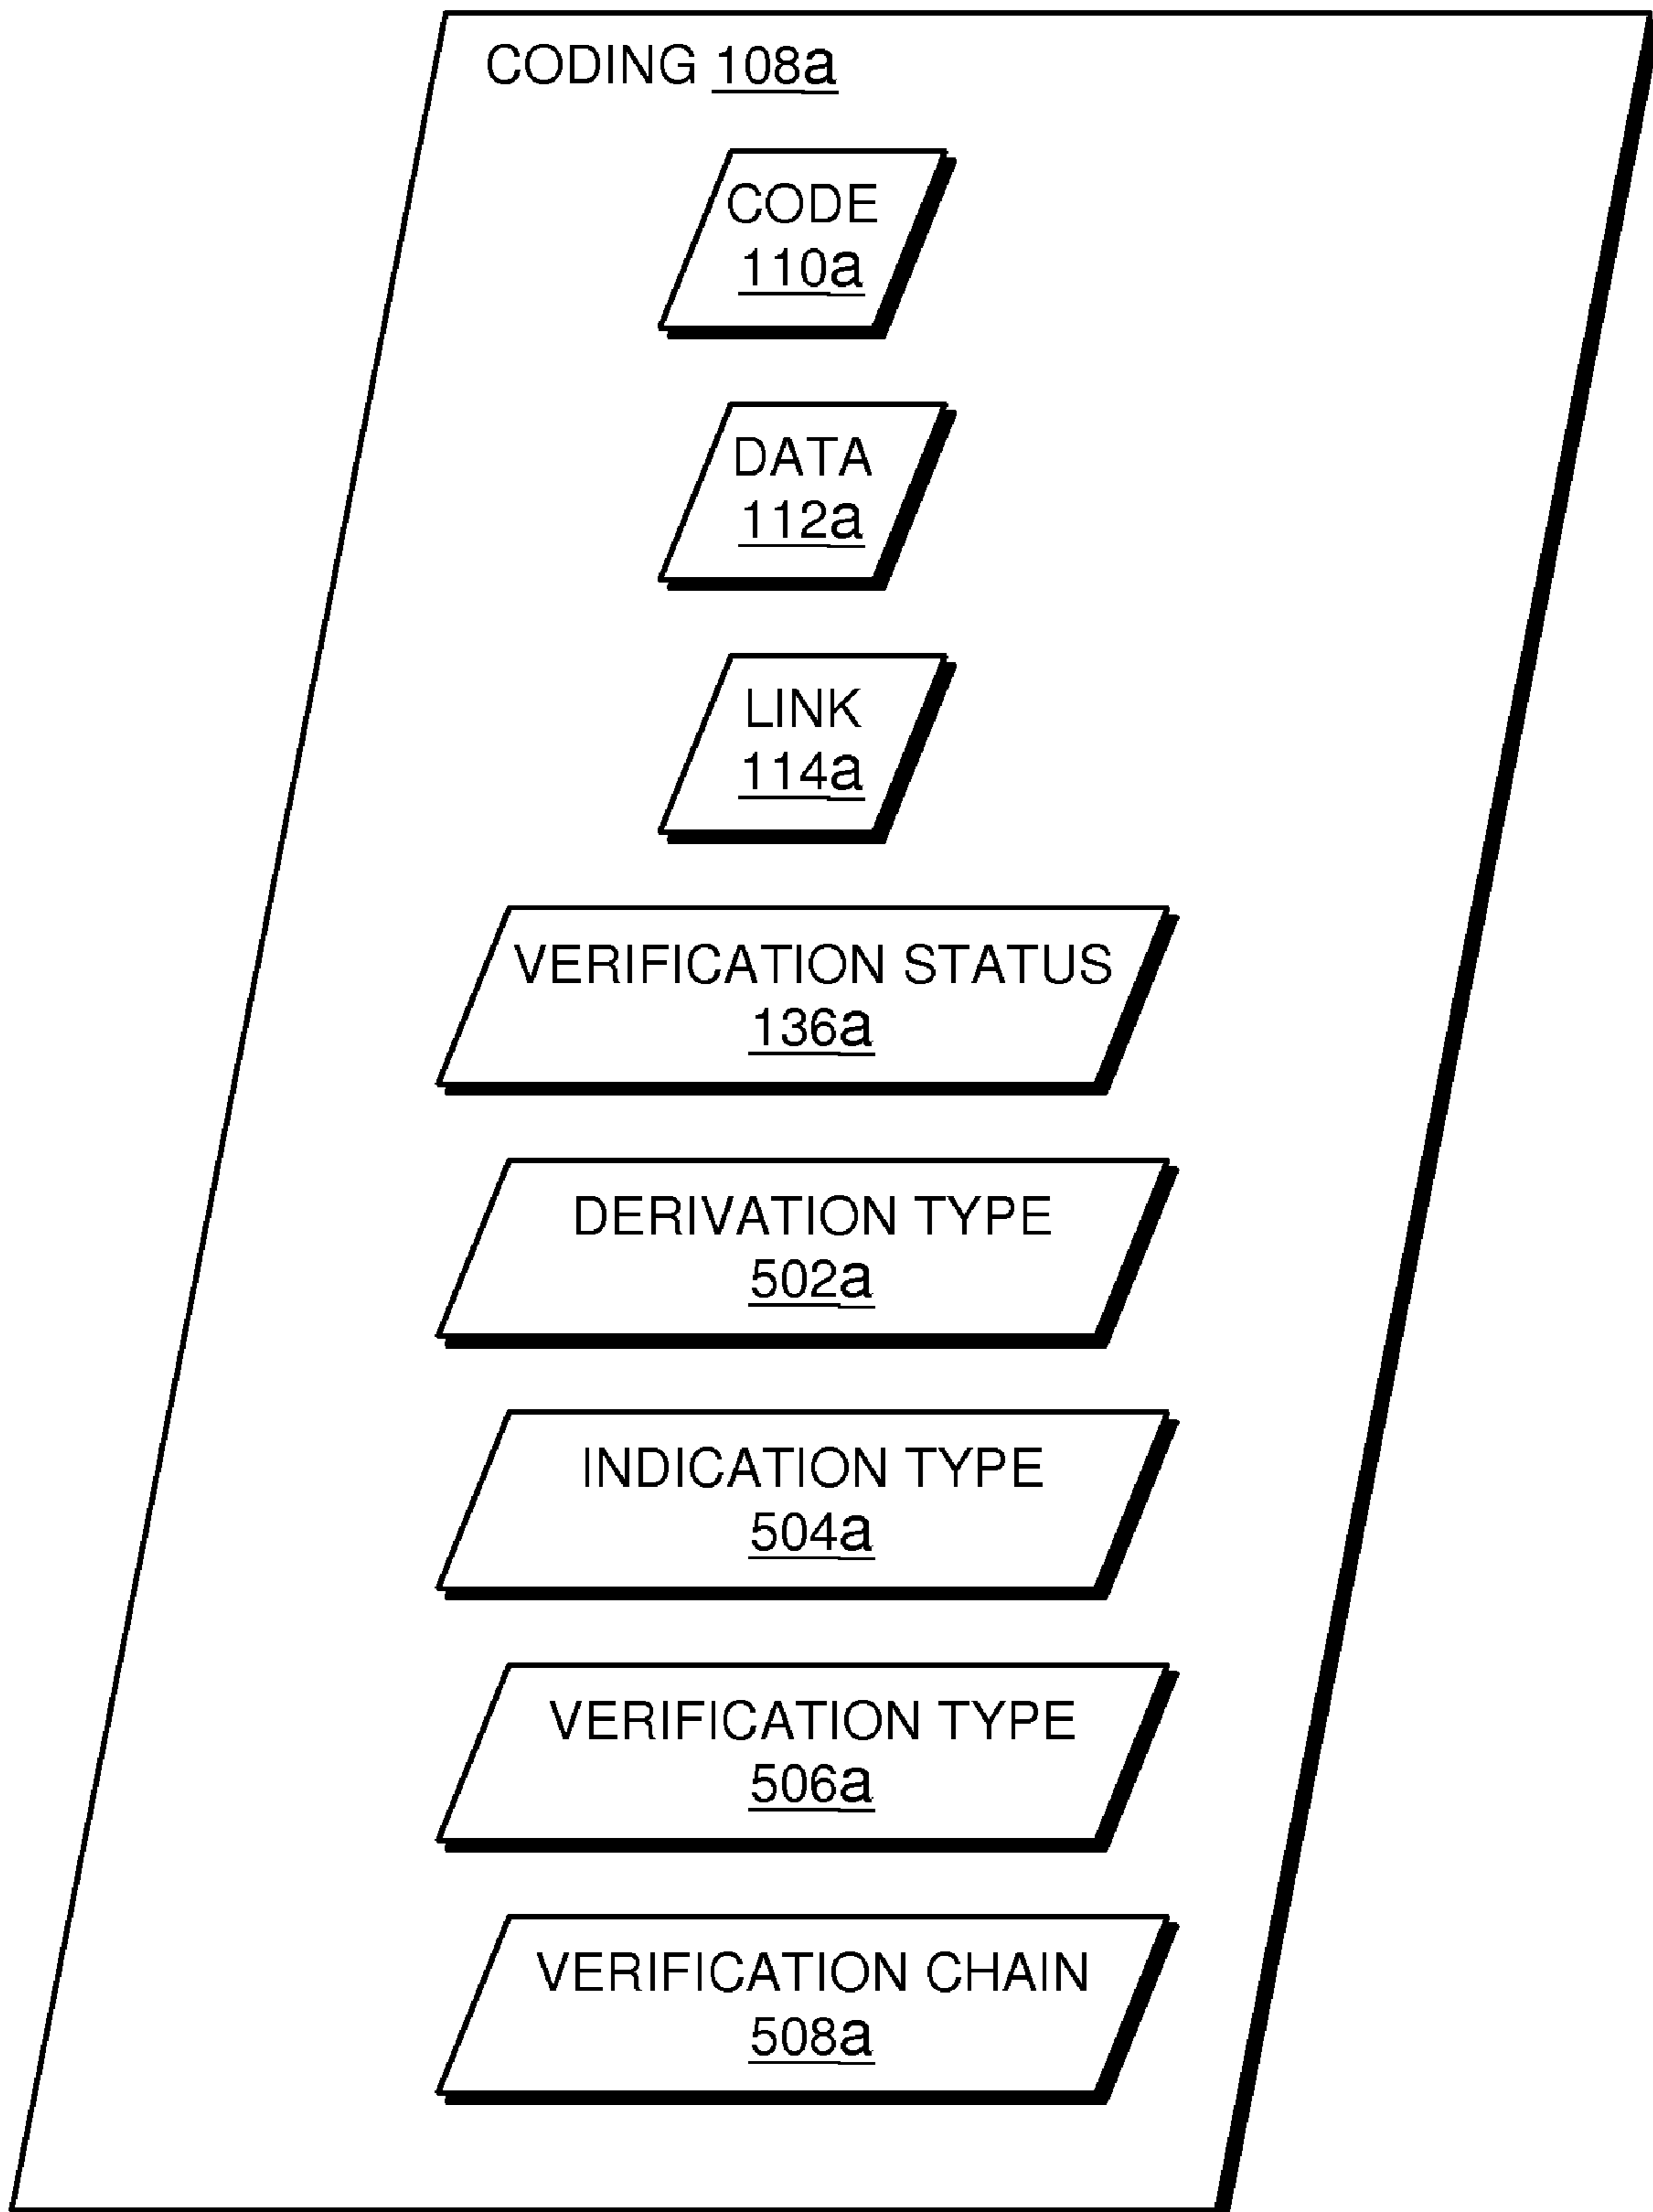 CODING 108a
CODE
110a
DATA
112a
LINK
114a
VERIFICATION STATUS
136a
DERIVATION TYPE
502a
INDICATION TYPE
504a
VERIFICATION TYPE
506a
VERIFICATION CHAIN
508a